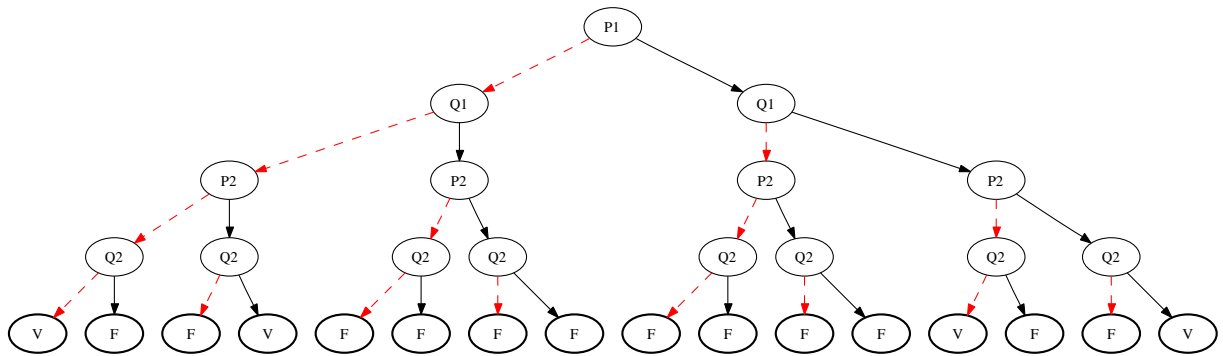 P1
Q1 Q1
P2 P2 P2 P2
Q2 Q2 Q2 Q2 Q2 Q2 Q2 Q2
V F F V F F F F F F F F V F F V